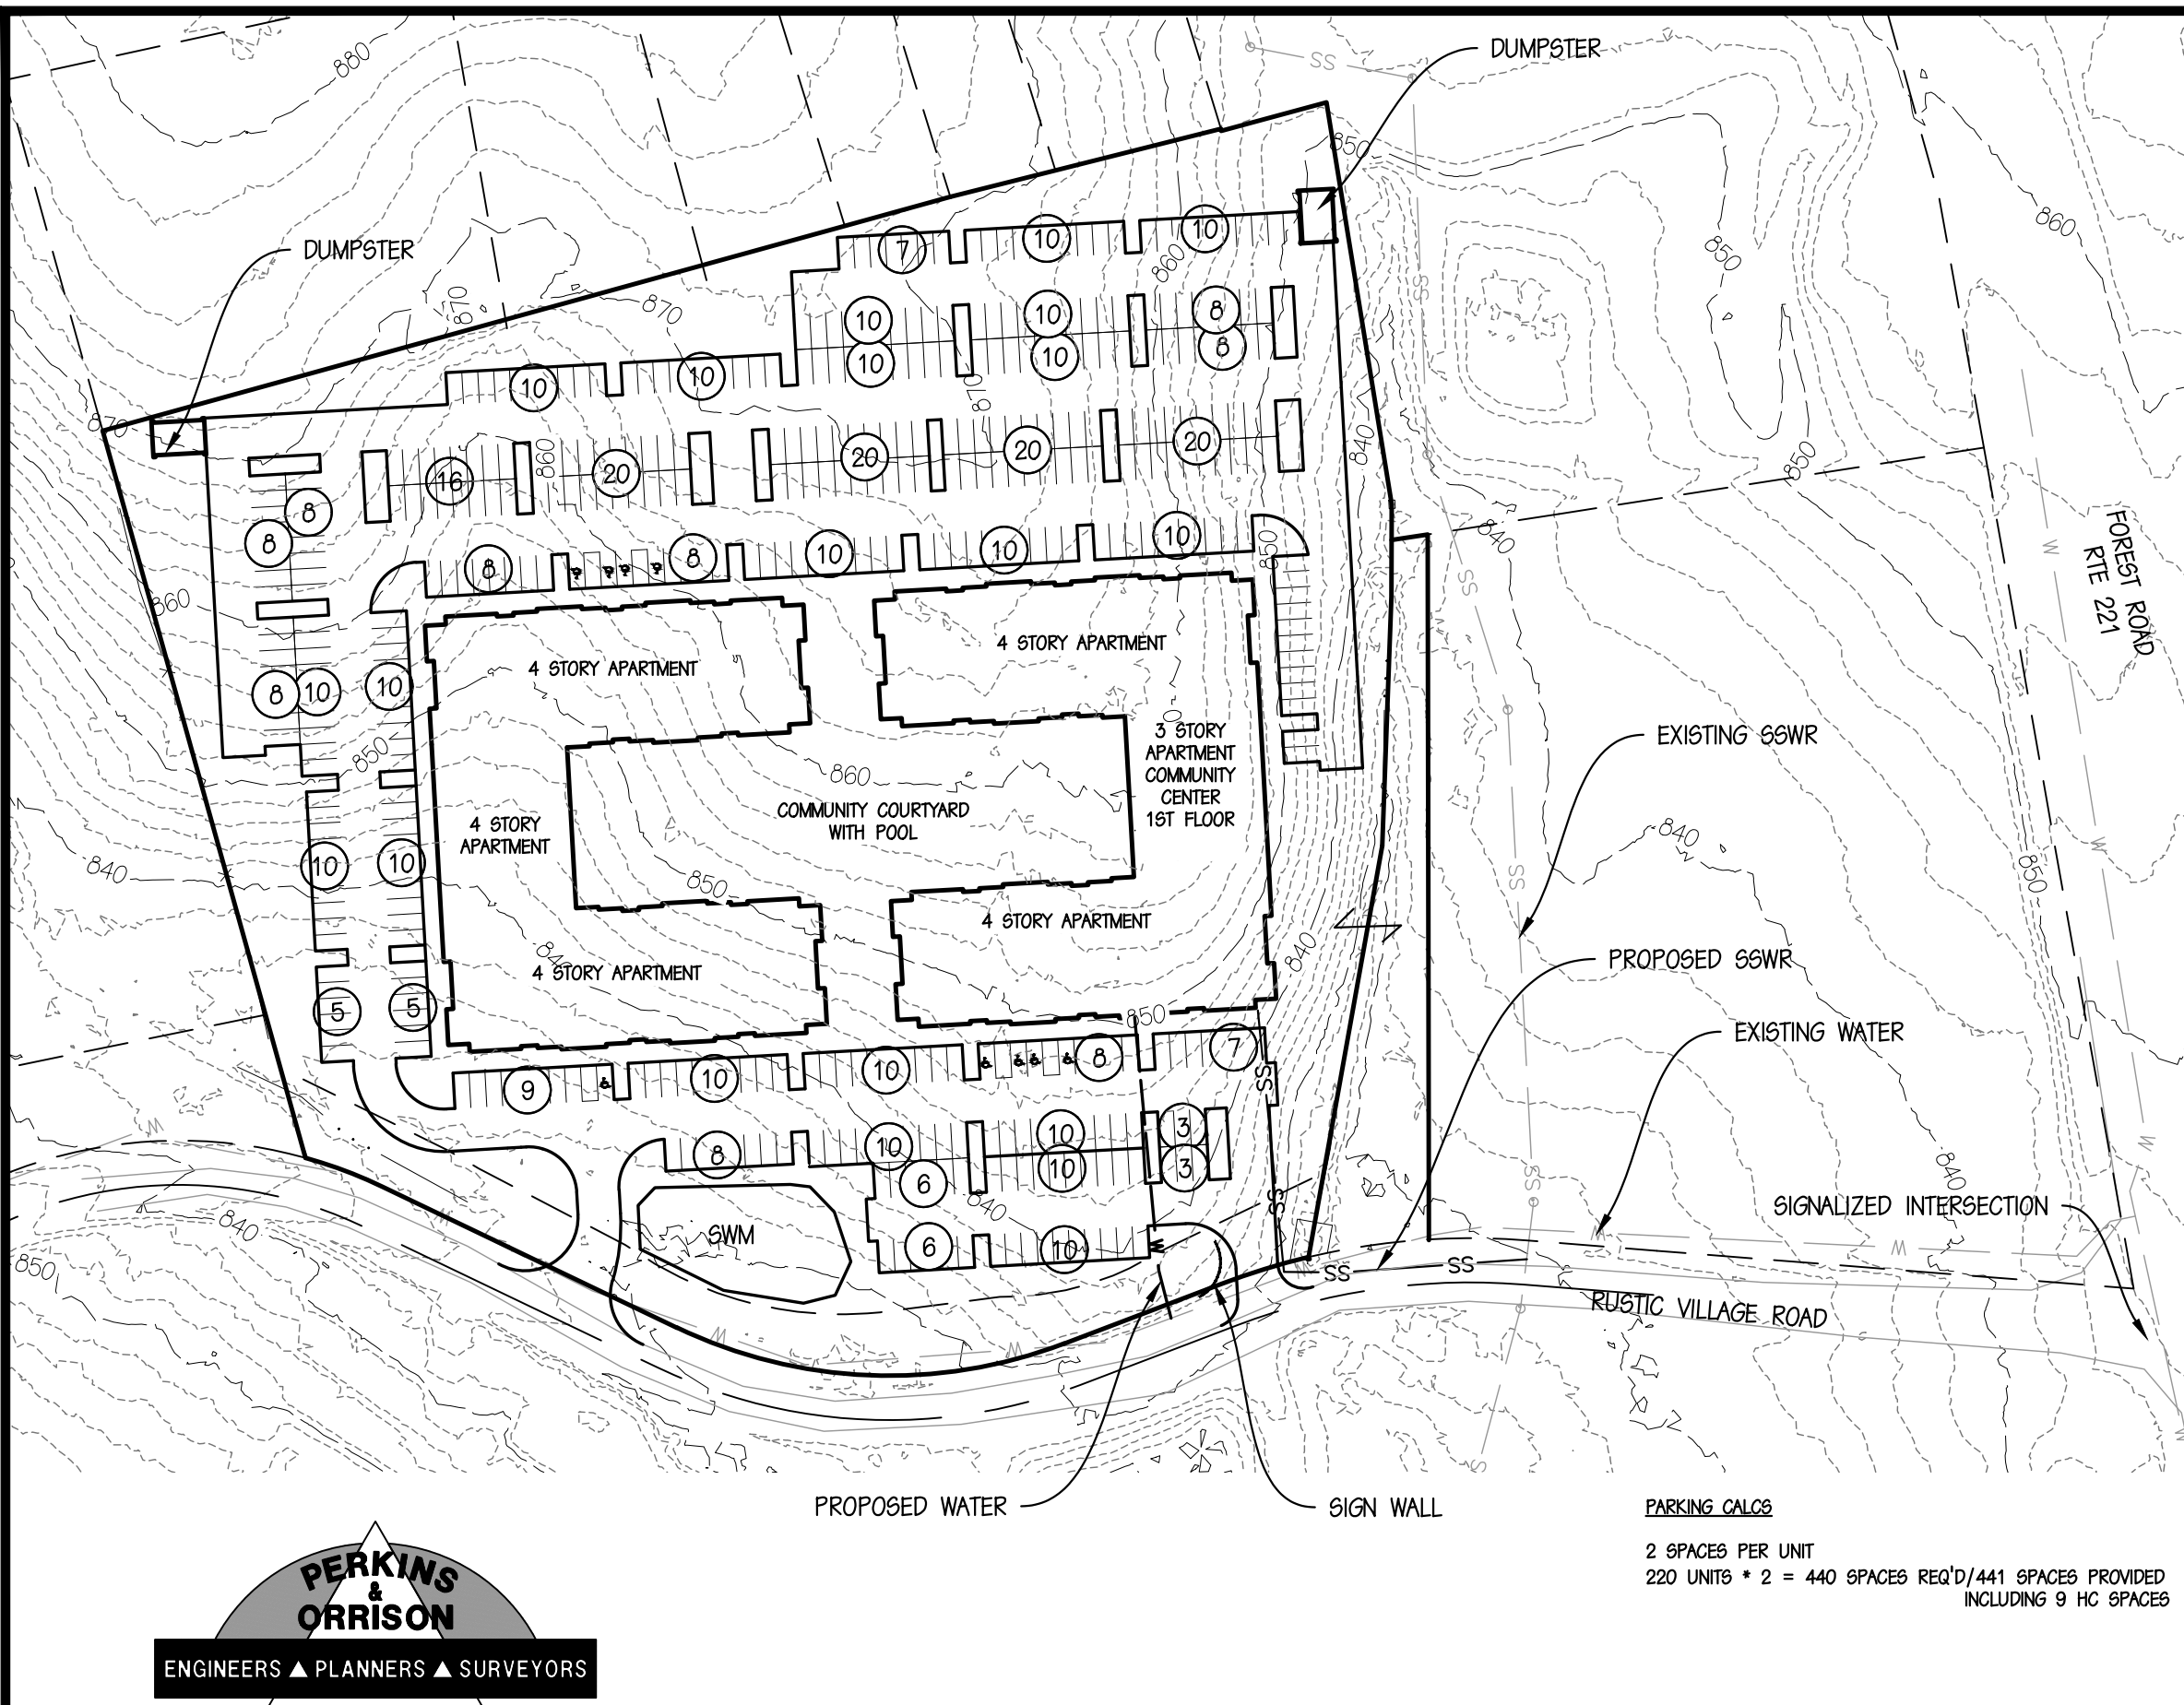 880
SS
DUMPSTER
850
860
DUMPSTER
7
10
10
860
850
SS
870
870
10
10
8
10
10
8
10
10
870
870
840
850
16
860
20
20
20
20
8
8
840
FOREST ROAD
RTE 221
W
8
8
10
10
10
850
SS
860
4 STORY APARTMENT
4 STORY APARTMENT
8
10
10
3 STORY
APARTMENT
COMMUNITY
CENTER
1ST FLOOR
EXISTING SSWR
850
860
COMMUNITY COURTYARD
WITH POOL
4 STORY
APARTMENT
840
W
840
10
10
850
SS
850
4 STORY APARTMENT
840
840
4 STORY APARTMENT
PROPOSED SSWR
5
5
850
EXISTING WATER
9
10
10
8
7
SS
W
8
10
10
3
W
10
3
6
840
SS
SS
840
SIGNALIZED INTERSECTION
840
SWM
6
10
W
W
W
850
SS
SS
RUSTIC VILLAGE ROAD
W
W
W
S
PROPOSED WATER
SIGN WALL
PARKING CALCS
2 SPACES PER UNIT
220 UNITS * 2 = 440 SPACES REQ'D/441 SPACES PROVIDED
INCLUDING 9 HC SPACES
PERKINS
&
ORRISON
ENGINEERS ▲ PLANNERS ▲ SURVEYORS